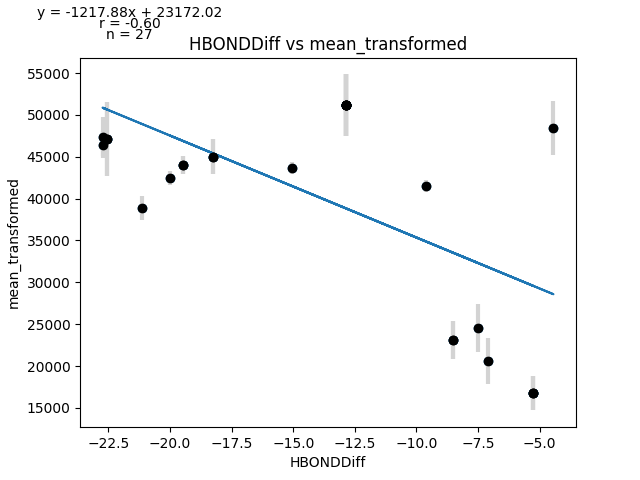 y = -1217.88x + 23172.02
r = -0.60
n = 27
HBONDDiff vs mean_transformed
55000
50000
45000
40000
35000
30000
25000
20000
15000
mean_transformed
−22.5 −20.0 −17.5 −15.0 −12.5 −10.0 −7.5 −5.0
HBONDDiff